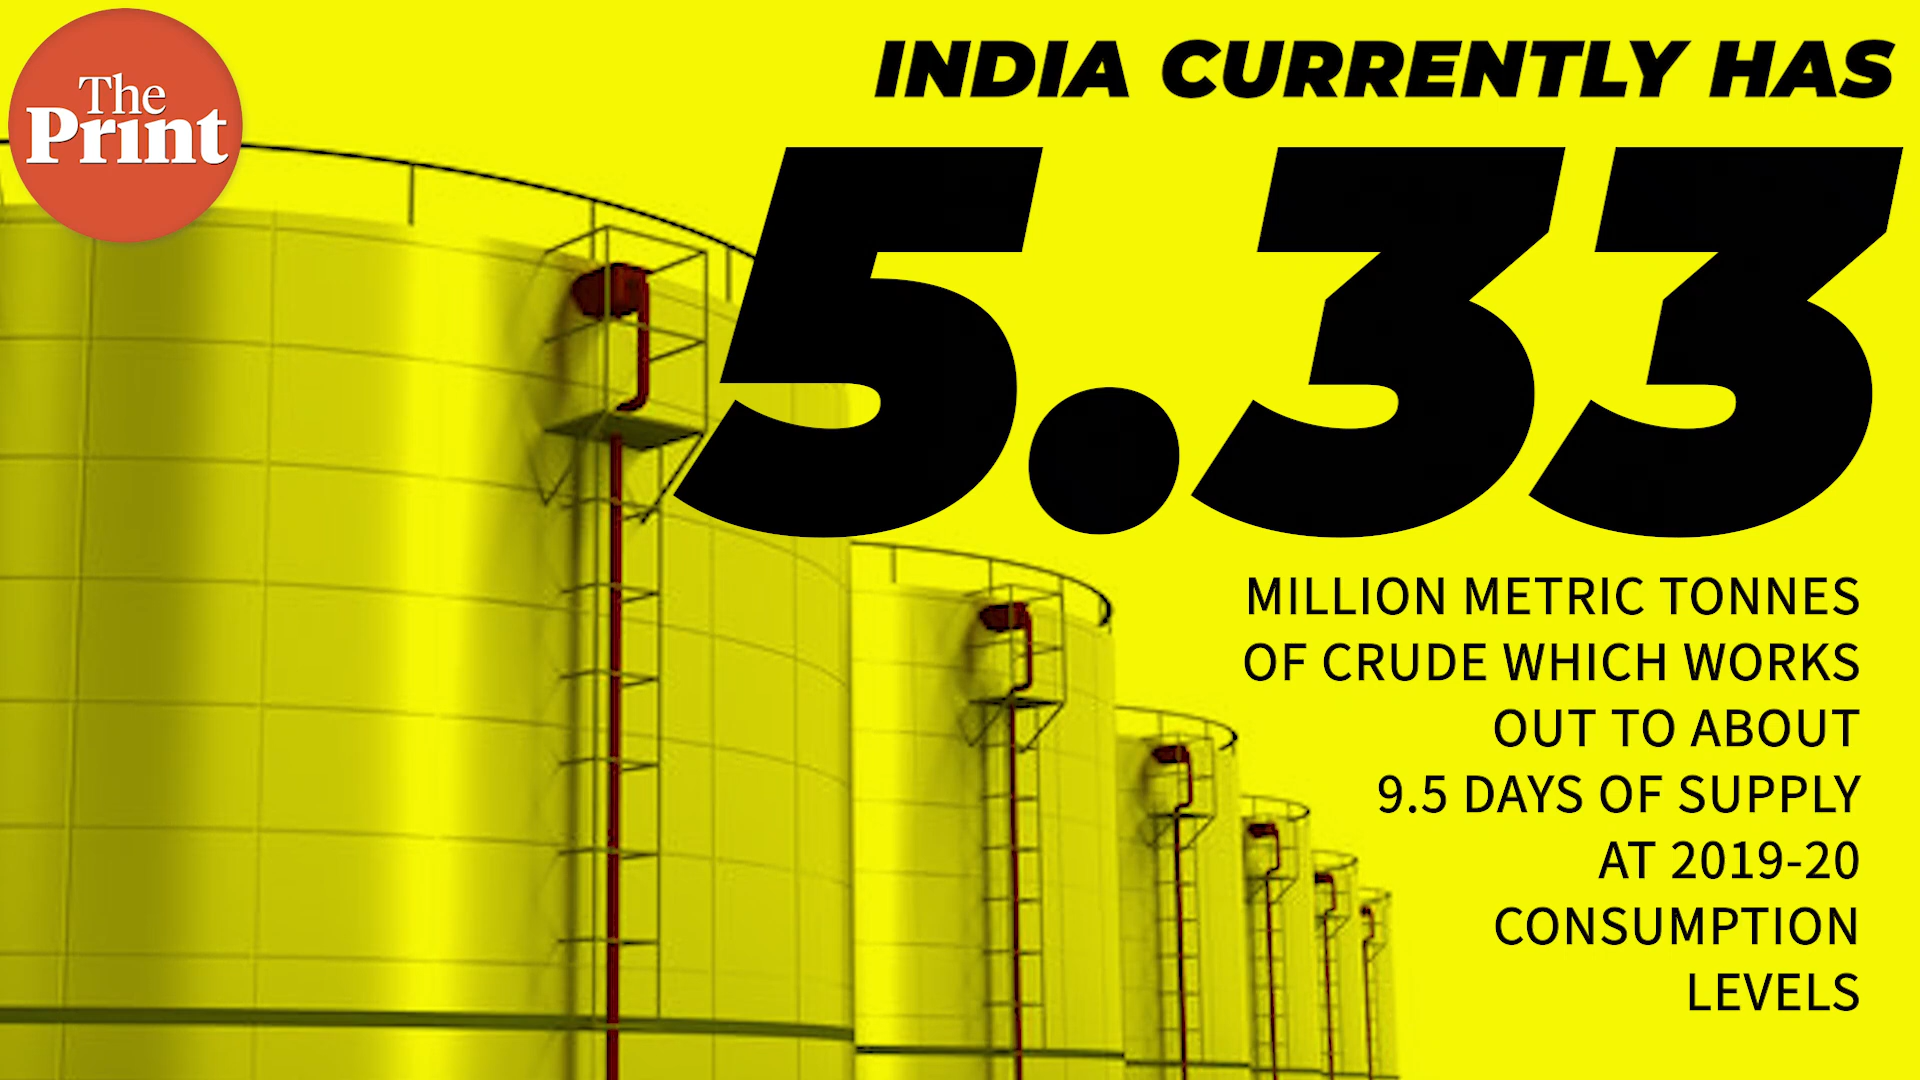 The
Print
INDIA CURRENTLY HAS
5.33
MILLION METRIC TONNES
OF CRUDE WHICH WORKS
OUT TO ABOUT
9.5 DAYS OF SUPPLY
AT 2019-20
CONSUMPTION
LEVELS